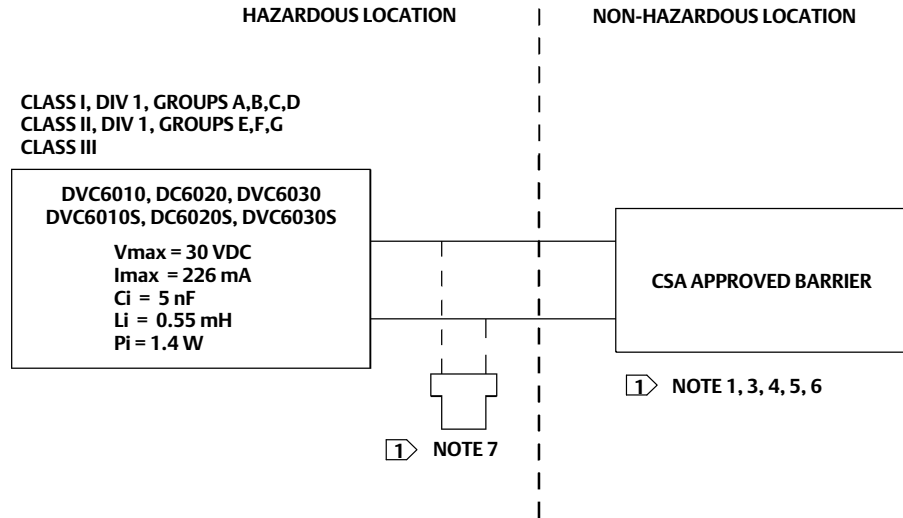 HAZARDOUS LOCATION
NON-HAZARDOUS LOCATION
CLASS I, DIV 1, GROUPS A,B,C,D
CLASS II, DIV 1, GROUPS E,F,G
CLASS III
DVC6010, DC6020, DVC6030
DVC6010S, DC6020S, DVC6030S
Vmax = 30 VDC
Imax = 226 mA
Ci = 5 nF
Li = 0.55 mH
Pi = 1.4 W
CSA APPROVED BARRIER
1 NOTE 1, 3, 4, 5, 6
1 NOTE 7